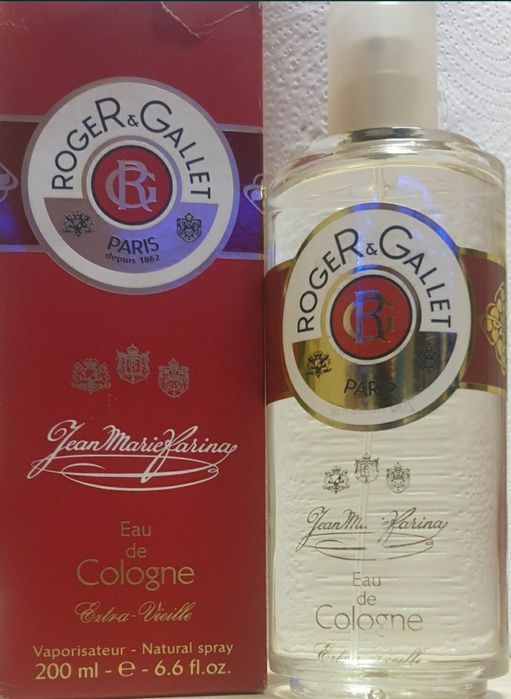 ROGER & GALLET
RG
PARIS
depuis 1862
Jean Marie Farina
Eau
de
Cologne
Extra-Vieille
Vaporisateur - Natural spray
200 ml - e - 6.6 fl.oz.
ROGER & GALLET
RG
PARIS
Jean Marie Farina
Eau
de
Cologne